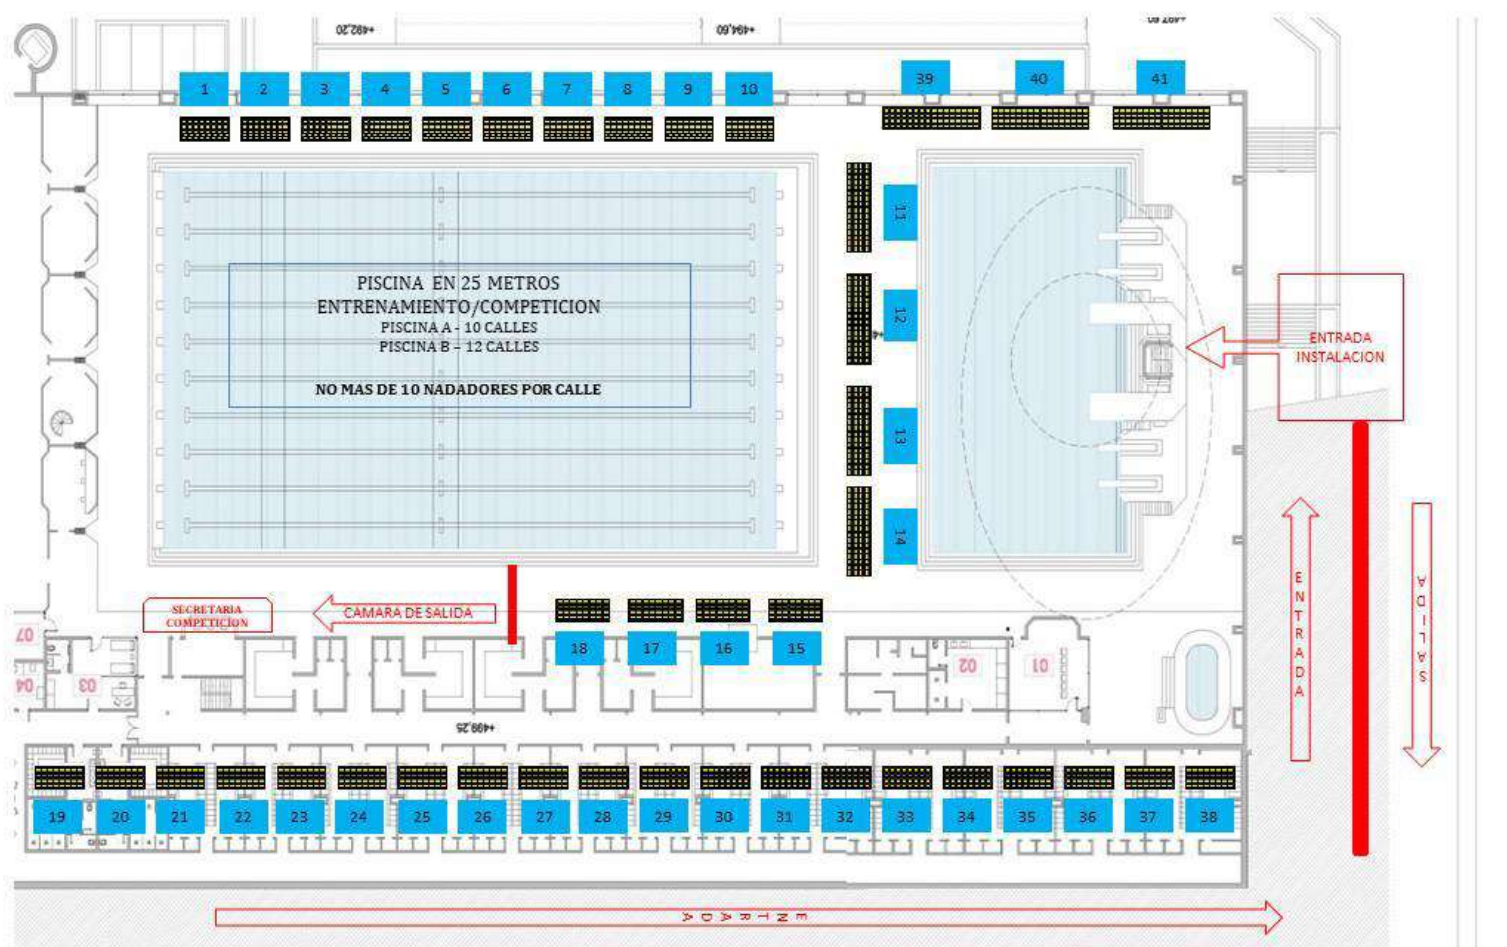 +492,20
+494,60
+497,60
1 2 3 4 5 6 7 8 9 10
39 40 41
11
12
13
14
PISCINA EN 25 METROS
ENTRENAMIENTO/COMPETICION
PISCINA A - 10 CALLES
PISCINA B – 12 CALLES
NO MAS DE 10 NADADORES POR CALLE
ENTRADA
INSTALACION
ENTRADA
SALIDA
SECRETARIA
COMPETICION
CAMARA DE SALIDA
18 17 16 15
07
04
03
02
01
+499,25
19 20 21 22 23 24 25 26 27 28 29 30 31 32 33 34 35 36 37 38
ENTRADA